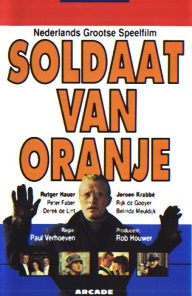 Nederlands Grootse Speelfilm
SOLDAAT
VAN
ORANJE
Rutger Hauer Jeroen Krabbé
Peter Faber Rijk de Gooyer
Derek de Lint Belinda Meuldijk
Regie Producent
Paul Verhoeven Rob Houwer
ARCADE